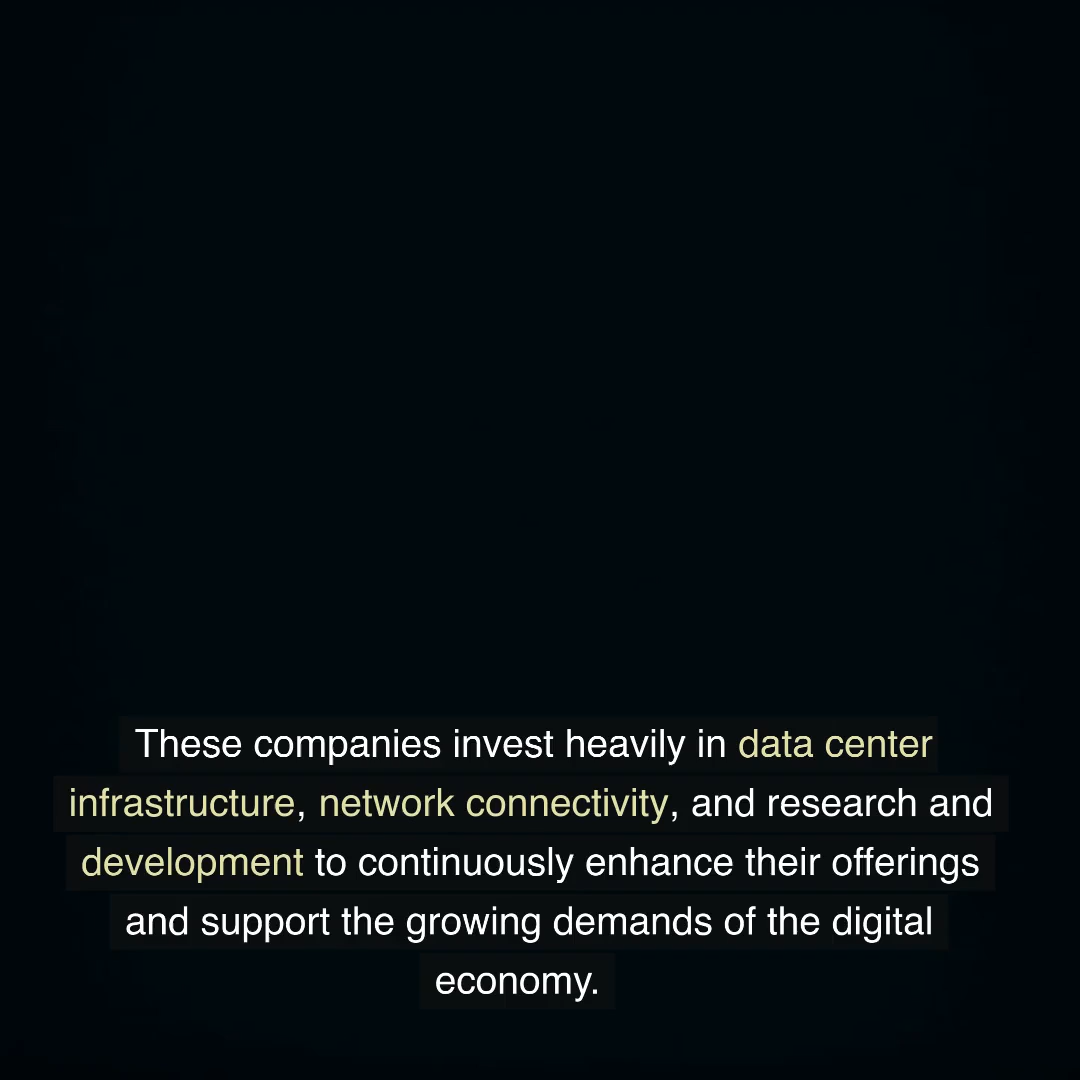 These companies invest heavily in data center
infrastructure, network connectivity, and research and
development to continuously enhance their offerings
and support the growing demands of the digital
economy.